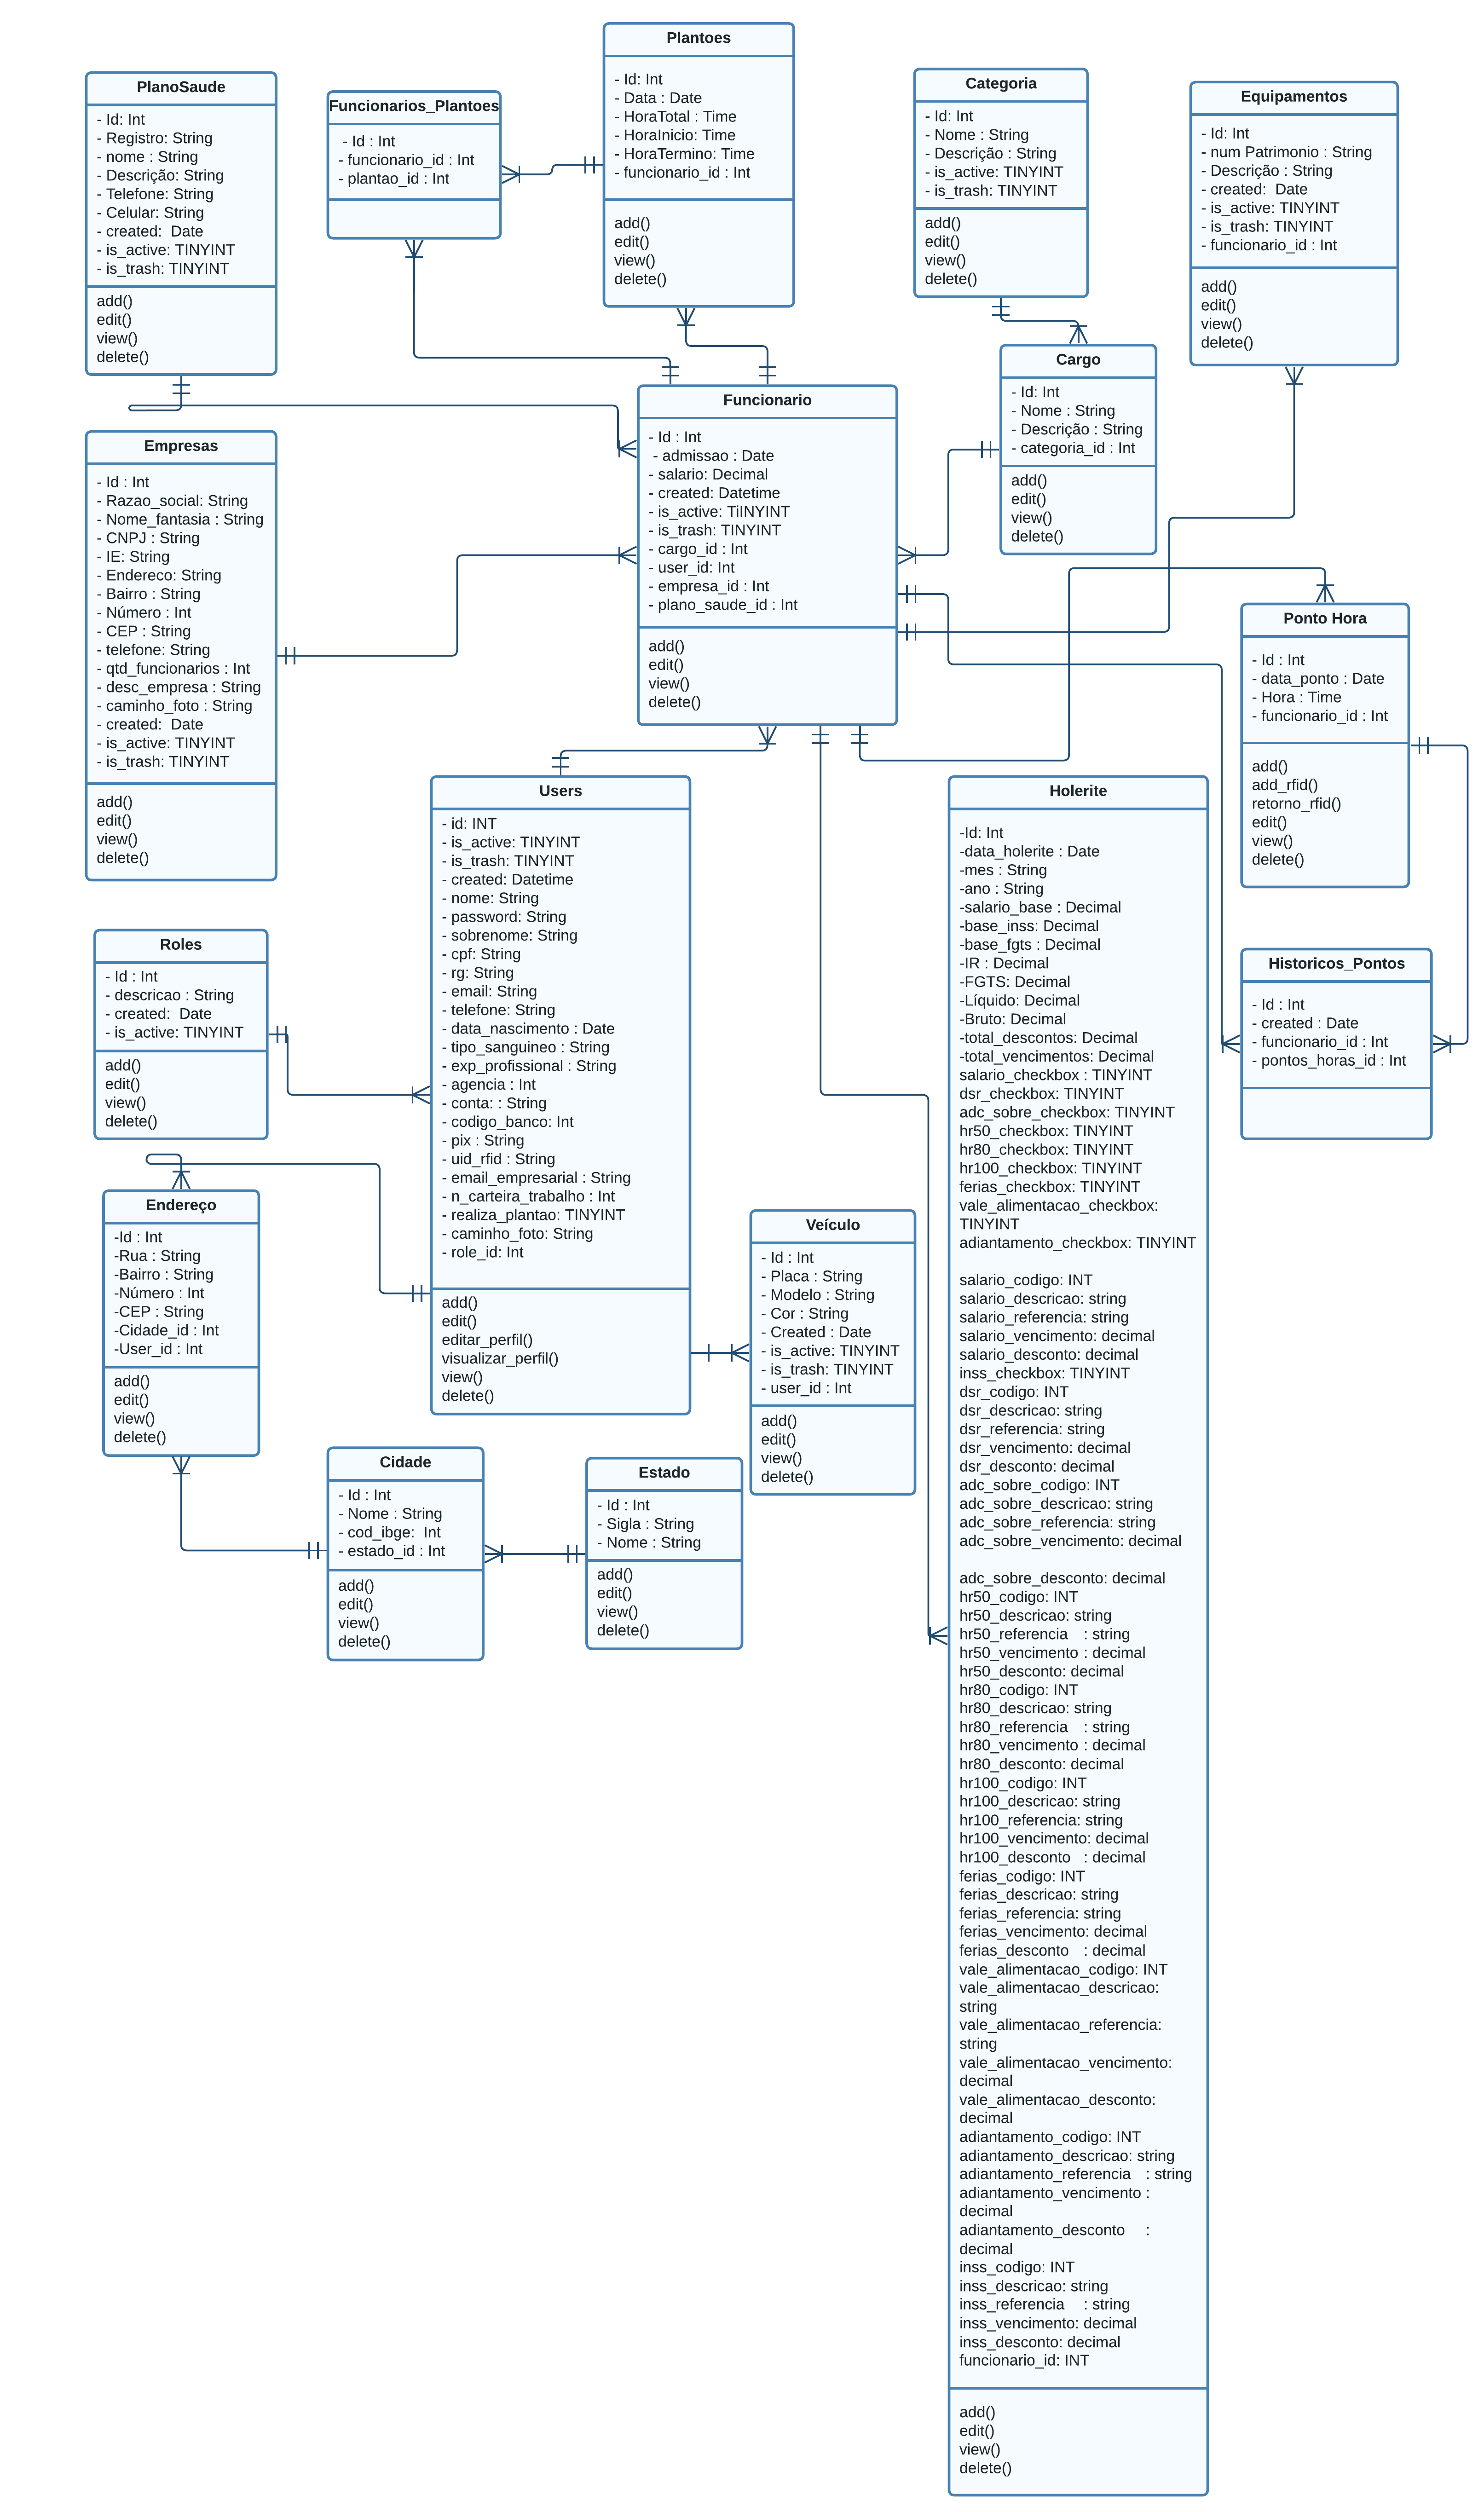 PlanoSaude
- Id: Int
- Registro: String
- nome : String
- Descrição: String
- Telefone: String
- Celular: String
- created:  Date
- is_active: TINYINT
- is_trash: TINYINT
add()
edit()
view()
delete()
Funcionarios_Plantoes
- Id : Int
- funcionario_id : Int
- plantao_id : Int
Plantoes
- Id: Int
- Data : Date
- HoraTotal : Time
- HoraInicio: Time
- HoraTermino: Time
- funcionario_id : Int
add()
edit()
view()
delete()
Categoria
- Id: Int
- Nome : String
- Descrição : String
- is_active: TINYINT
- is_trash: TINYINT
add()
edit()
view()
delete()
Equipamentos
- Id: Int
- num Patrimonio : String
- Descrição : String
- created:  Date
- is_active: TINYINT
- is_trash: TINYINT
- funcionario_id : Int
add()
edit()
view()
delete()
Cargo
- Id: Int
- Nome : String
- Descrição : String
- categoria_id : Int
add()
edit()
view()
delete()
Funcionario
- Id : Int
- admissao : Date
- salario: Decimal
- created: Datetime
- is_active: TiINYINT
- is_trash: TINYINT
- cargo_id : Int
- user_id: Int
- empresa_id : Int
- plano_saude_id : Int
add()
edit()
view()
delete()
Empresas
- Id : Int
- Razao_social: String
- Nome_fantasia : String
- CNPJ : String
- IE: String
- Endereco: String
- Bairro : String
- Número : Int
- CEP : String
- telefone: String
- qtd_funcionarios : Int
- desc_empresa : String
- caminho_foto : String
- created:  Date
- is_active: TINYINT
- is_trash: TINYINT
add()
edit()
view()
delete()
Ponto Hora
- Id : Int
- data_ponto : Date
- Hora : Time
- funcionario_id : Int
add()
add_rfid()
retorno_rfid()
edit()
view()
delete()
Users
- id: INT
- is_active: TINYINT
- is_trash: TINYINT
- created: Datetime
- nome: String
- password: String
- sobrenome: String
- cpf: String
- rg: String
- email: String
- telefone: String
- data_nascimento : Date
- tipo_sanguineo : String
- exp_profissional : String
- agencia : Int
- conta: : String
- codigo_banco: Int
- pix : String
- uid_rfid : String
- email_empresarial : String
- n_carteira_trabalho : Int
- realiza_plantao: TINYINT
- caminho_foto: String
- role_id: Int
add()
edit()
editar_perfil()
visualizar_perfil()
view()
delete()
Roles
- Id : Int
- descricao : String
- created:  Date
- is_active: TINYINT
add()
edit()
view()
delete()
Historicos_Pontos
- Id : Int
- created : Date
- funcionario_id : Int
- pontos_horas_id : Int
Endereço
-Id : Int
-Rua : String
-Bairro : String
-Número : Int
-CEP : String
-Cidade_id : Int
-User_id : Int
add()
edit()
view()
delete()
Veículo
- Id : Int
- Placa : String
- Modelo : String
- Cor : String
- Created : Date
- is_active: TINYINT
- is_trash: TINYINT
- user_id : Int
add()
edit()
view()
delete()
Cidade
- Id : Int
- Nome : String
- cod_ibge:  Int
- estado_id : Int
add()
edit()
view()
delete()
Estado
- Id : Int
- Sigla : String
- Nome : String
add()
edit()
view()
delete()
Holerite
-Id: Int
-data_holerite : Date
-mes : String
-ano : String
-salario_base : Decimal
-base_inss: Decimal
-base_fgts : Decimal
-IR : Decimal
-FGTS: Decimal
-Líquido: Decimal
-Bruto: Decimal
-total_descontos: Decimal
-total_vencimentos: Decimal
salario_checkbox : TINYINT
dsr_checkbox: TINYINT
adc_sobre_checkbox: TINYINT
hr50_checkbox: TINYINT
hr80_checkbox: TINYINT
hr100_checkbox: TINYINT
ferias_checkbox: TINYINT
vale_alimentacao_checkbox:
TINYINT
adiantamento_checkbox: TINYINT
salario_codigo: INT
salario_descricao: string
salario_referencia: string
salario_vencimento: decimal
salario_desconto: decimal
inss_checkbox: TINYINT
dsr_codigo: INT
dsr_descricao: string
dsr_referencia: string
dsr_vencimento: decimal
dsr_desconto: decimal
adc_sobre_codigo: INT
adc_sobre_descricao: string
adc_sobre_referencia: string
adc_sobre_vencimento: decimal
adc_sobre_desconto: decimal
hr50_codigo: INT
hr50_descricao: string
hr50_referencia : string
hr50_vencimento : decimal
hr50_desconto: decimal
hr80_codigo: INT
hr80_descricao: string
hr80_referencia : string
hr80_vencimento : decimal
hr80_desconto: decimal
hr100_codigo: INT
hr100_descricao: string
hr100_referencia: string
hr100_vencimento: decimal
hr100_desconto : decimal
ferias_codigo: INT
ferias_descricao: string
ferias_referencia: string
ferias_vencimento: decimal
ferias_desconto : decimal
vale_alimentacao_codigo: INT
vale_alimentacao_descricao:
string
vale_alimentacao_referencia:
string
vale_alimentacao_vencimento:
decimal
vale_alimentacao_desconto:
decimal
adiantamento_codigo: INT
adiantamento_descricao: string
adiantamento_referencia : string
adiantamento_vencimento :
decimal
adiantamento_desconto :
decimal
inss_codigo: INT
inss_descricao: string
inss_referencia : string
inss_vencimento: decimal
inss_desconto: decimal
funcionario_id: INT
add()
edit()
view()
delete()